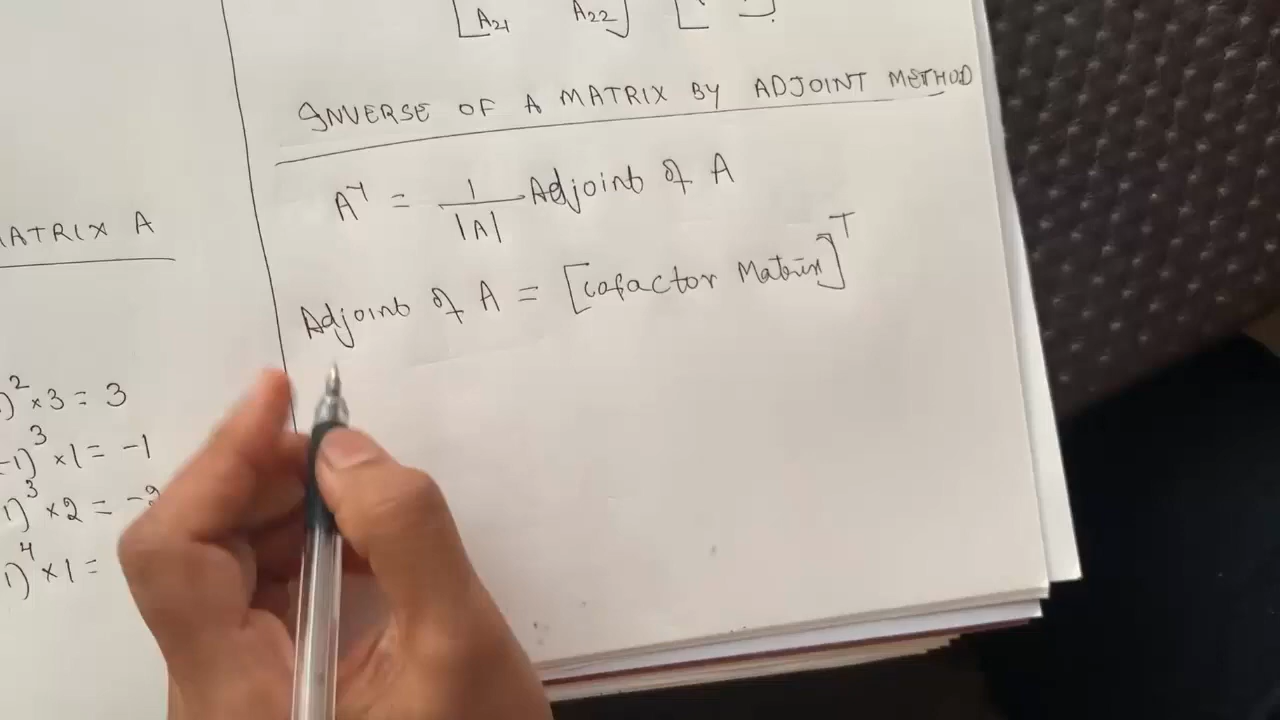 A21 A22
INVERSE OF A MATRIX BY ADJOINT METHOD
A⁻¹ = 1/|A| Adjoint of A
Adjoint of A = [Cofactor Matrix]ᵀ
MATRIX A
)² ×3 = 3
-1)³ ×1 = -1
1)³ ×2 = -2
1)⁴ ×1 =